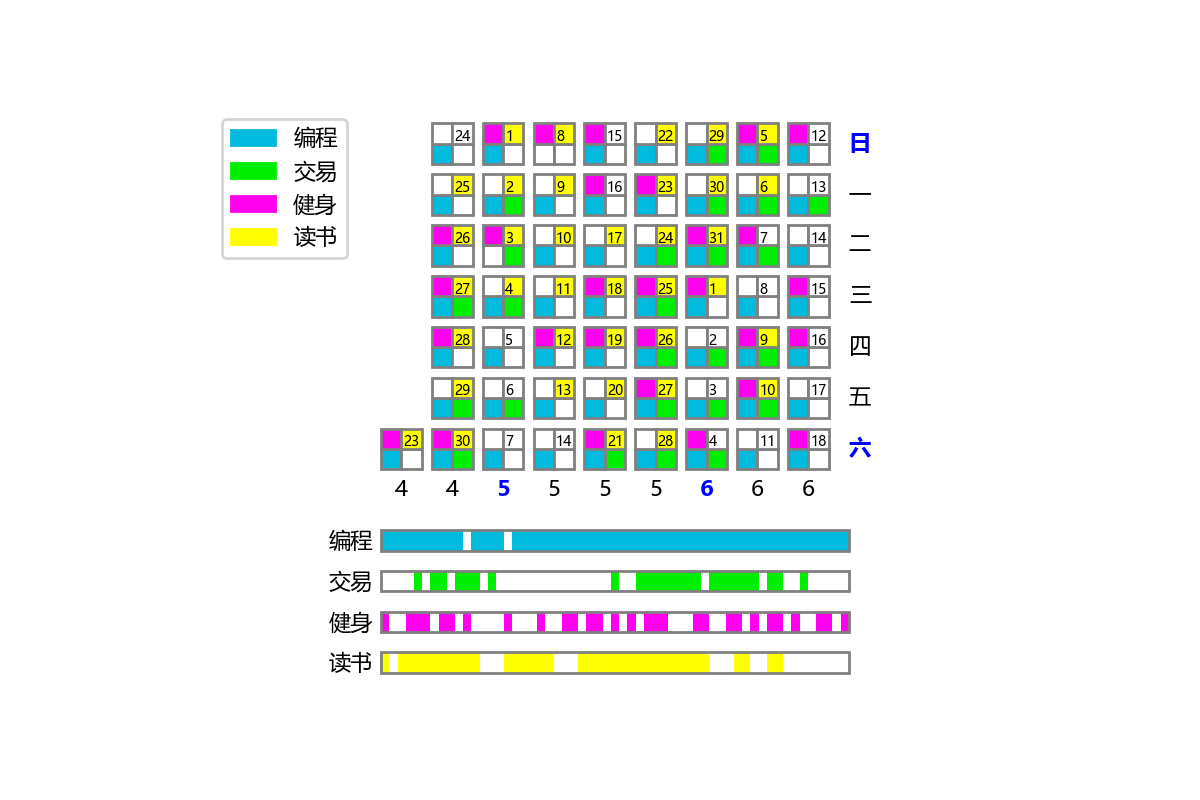 编程
交易
健身
读书
24 1 8 15 22 29 5 12 日
25 2 9 16 23 30 6 13 一
26 3 10 17 24 31 7 14 二
27 4 11 18 25 1 8 15 三
28 5 12 19 26 2 9 16 四
29 6 13 20 27 3 10 17 五
23 30 7 14 21 28 4 11 18 六
4 4 5 5 5 5 6 6 6
编程
交易
健身
读书